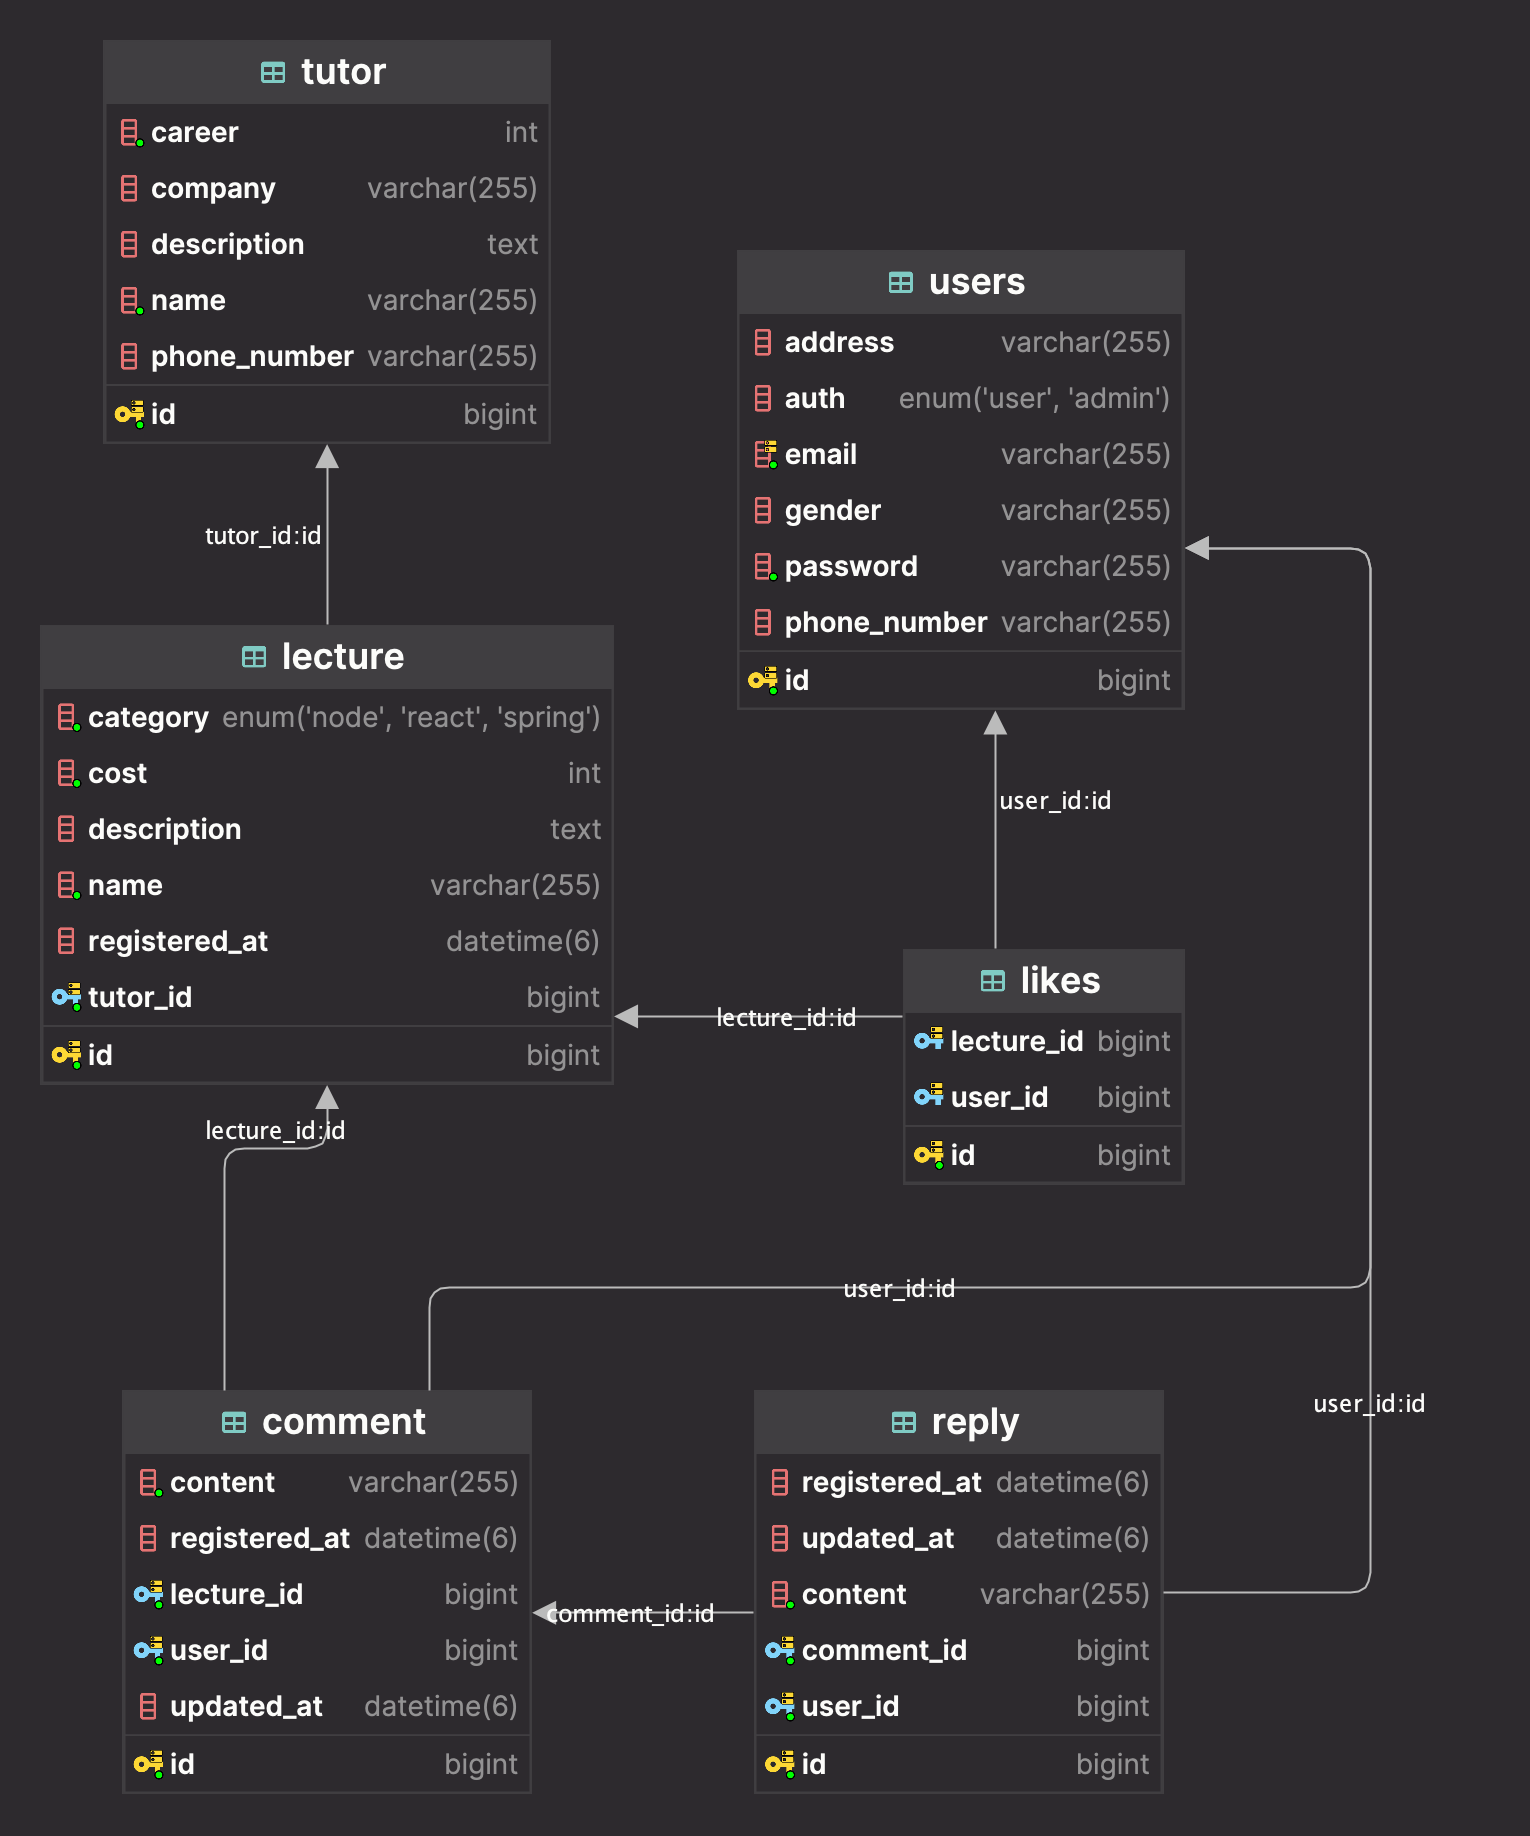 tutor
career int
company varchar(255)
description text
name varchar(255)
phone_number varchar(255)
id bigint
users
address varchar(255)
auth enum('user', 'admin')
email varchar(255)
gender varchar(255)
password varchar(255)
phone_number varchar(255)
id bigint
tutor_id:id
lecture
category enum('node', 'react', 'spring')
cost int
description text
name varchar(255)
registered_at datetime(6)
tutor_id bigint
id bigint
user_id:id
likes
lecture_id bigint
user_id bigint
id bigint
lecture_id:id
lecture_id:id
user_id:id
user_id:id
comment
content varchar(255)
registered_at datetime(6)
lecture_id bigint
user_id bigint
updated_at datetime(6)
id bigint
comment_id:id
reply
registered_at datetime(6)
updated_at datetime(6)
content varchar(255)
comment_id bigint
user_id bigint
id bigint